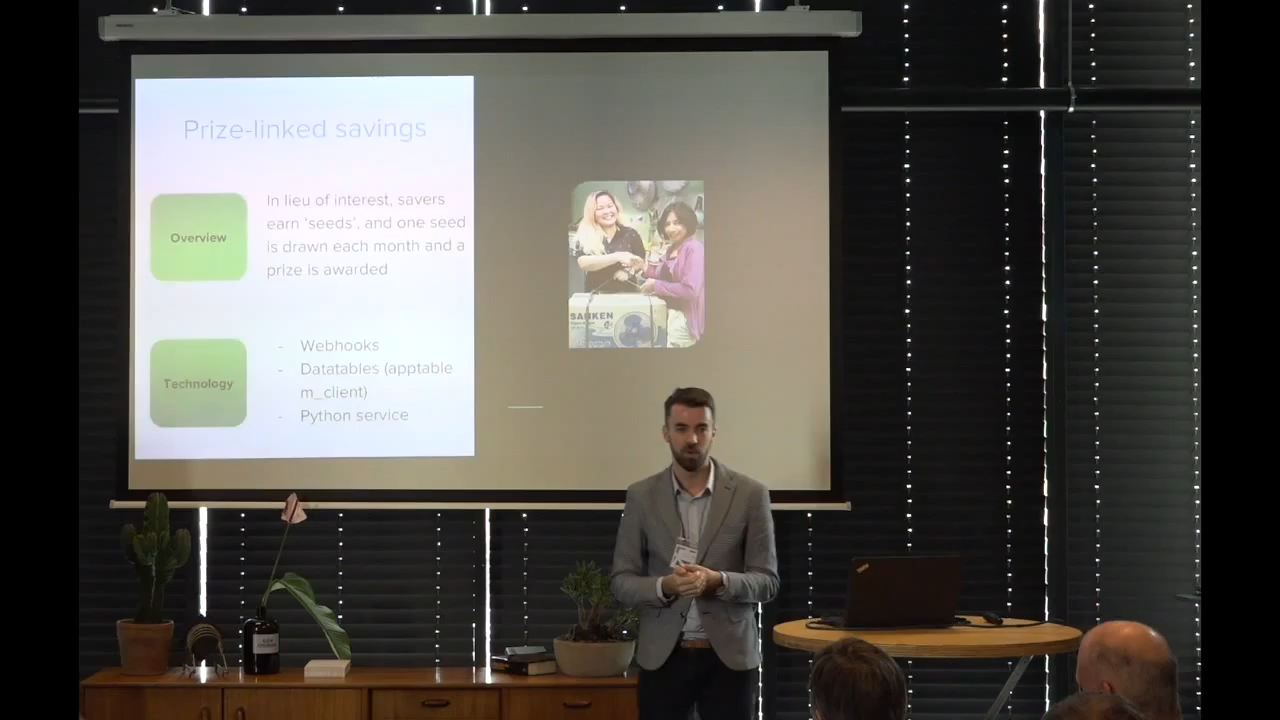 Prize-linked savings
Overview
In lieu of interest, savers
earn 'seeds', and one seed
is drawn each month and a
prize is awarded
Technology
- Webhooks
- Datatables (apptable
m_client)
- Python service
SANKEN